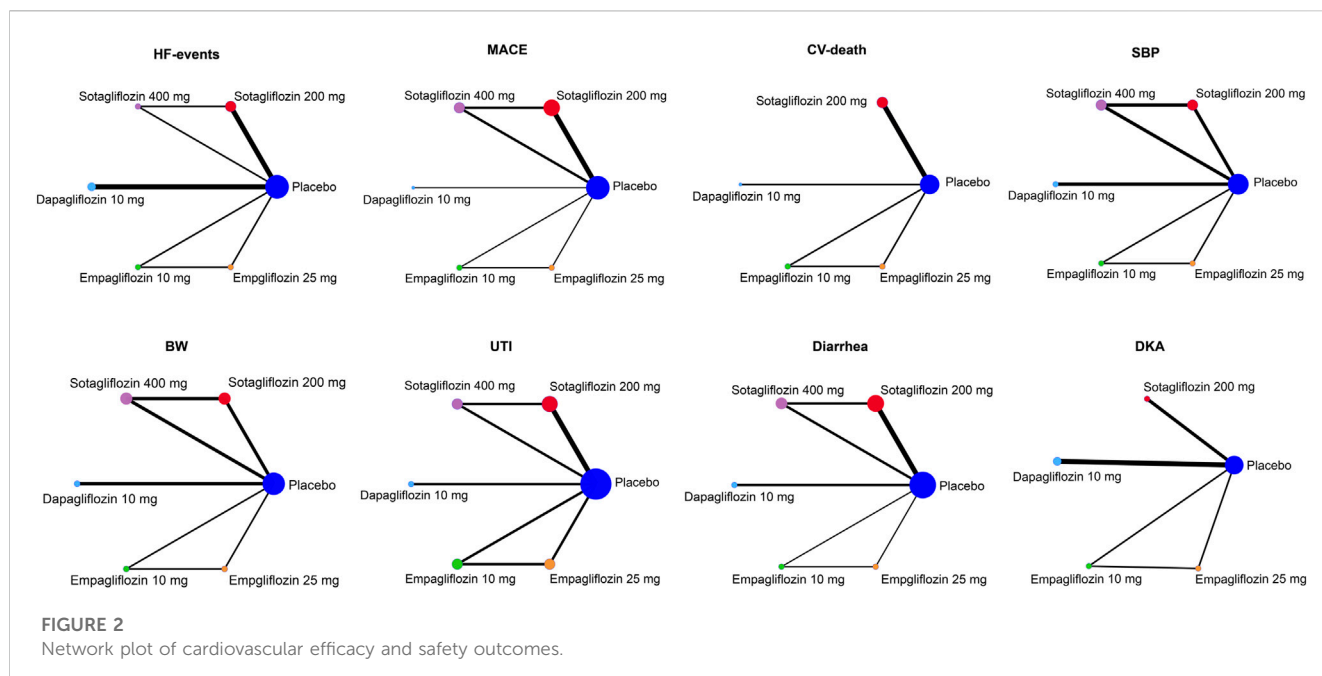 HF-events
Sotagliflozin 400 mg
Sotagliflozin 200 mg
Placebo
Dapagliflozin 10 mg
Empagliflozin 10 mg
Empgliflozin 25 mg
MACE
Sotagliflozin 400 mg
Sotagliflozin 200 mg
Placebo
Dapagliflozin 10 mg
Empagliflozin 10 mg
Empagliflozin 25 mg
CV-death
Sotagliflozin 200 mg
Placebo
Dapagliflozin 10 mg
Empagliflozin 10 mg
Empagliflozin 25 mg
SBP
Sotagliflozin 400 mg
Sotagliflozin 200 mg
Placebo
Dapagliflozin 10 mg
Empagliflozin 10 mg
Empagliflozin 25 mg
BW
Sotagliflozin 400 mg
Sotagliflozin 200 mg
Placebo
Dapagliflozin 10 mg
Empagliflozin 10 mg
Empgliflozin 25 mg
UTI
Sotagliflozin 400 mg
Sotagliflozin 200 mg
Placebo
Dapagliflozin 10 mg
Empagliflozin 10 mg
Empagliflozin 25 mg
Diarrhea
Sotagliflozin 400 mg
Sotagliflozin 200 mg
Placebo
Dapagliflozin 10 mg
Empagliflozin 10 mg
Empagliflozin 25 mg
DKA
Sotagliflozin 200 mg
Placebo
Dapagliflozin 10 mg
Empagliflozin 10 mg
Empagliflozin 25 mg
FIGURE 2
Network plot of cardiovascular efficacy and safety outcomes.